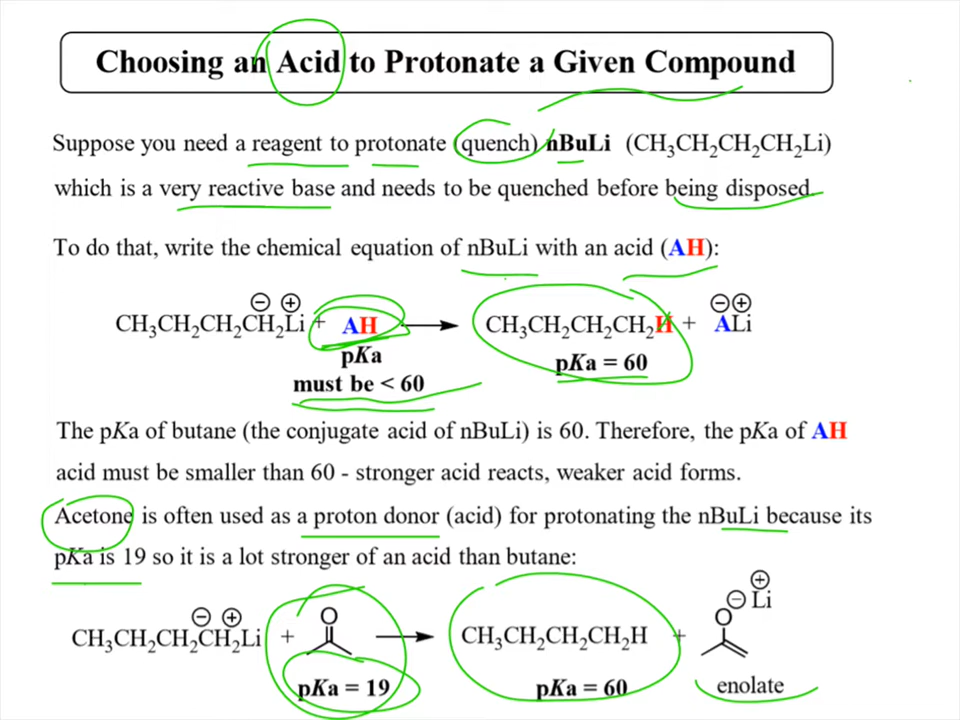 Choosing an Acid to Protonate a Given Compound
Suppose you need a reagent to protonate (quench) nBuLi (CH₃CH₂CH₂CH₂Li)
which is a very reactive base and needs to be quenched before being disposed.
To do that, write the chemical equation of nBuLi with an acid (AH):
⊖ ⊕ ⊖⊕
CH₃CH₂CH₂CH₂Li + AH → CH₃CH₂CH₂CH₂H + ALi
pKa
pKa = 60
must be < 60
The pKa of butane (the conjugate acid of nBuLi) is 60. Therefore, the pKa of AH
acid must be smaller than 60 - stronger acid reacts, weaker acid forms.
Acetone is often used as a proton donor (acid) for protonating the nBuLi because its
pKa is 19 so it is a lot stronger of an acid than butane:
⊕
⊖ Li
⊖ ⊕ O O
CH₃CH₂CH₂CH₂Li + → CH₃CH₂CH₂CH₂H +
pKa = 19 pKa = 60 enolate